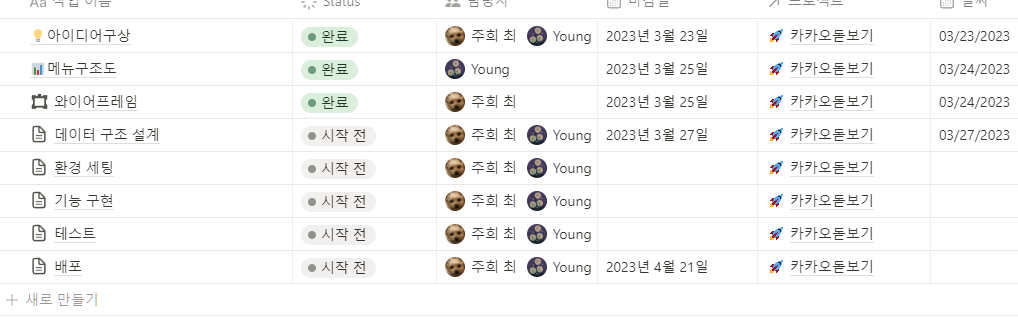 Aa 작업 이름 Status 담당자 마감일 프로젝트 날짜
아이디어구상 완료 주희 최 Young 2023년 3월 23일 카카오돋보기 03/23/2023
메뉴구조도 완료 Young 2023년 3월 25일 카카오돋보기 03/24/2023
와이어프레임 완료 주희 최 2023년 3월 25일 카카오돋보기 03/24/2023
데이터 구조 설계 시작 전 주희 최 Young 2023년 3월 27일 카카오돋보기 03/27/2023
환경 세팅 시작 전 주희 최 Young 카카오돋보기
기능 구현 시작 전 주희 최 Young 카카오돋보기
테스트 시작 전 주희 최 Young 카카오돋보기
배포 시작 전 주희 최 Young 2023년 4월 21일 카카오돋보기
새로 만들기